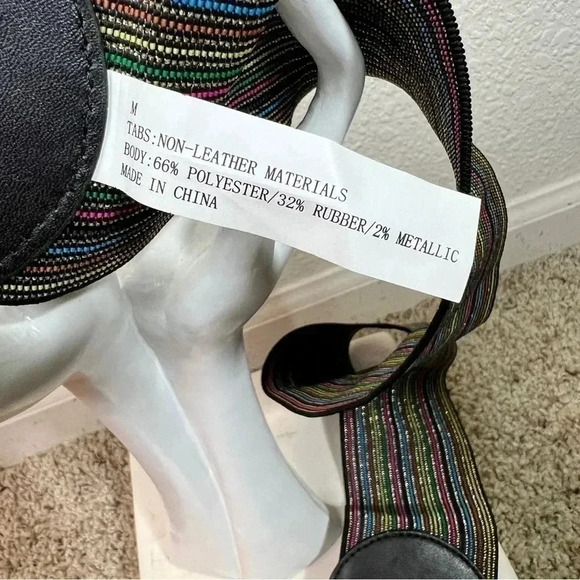 M
TABS:NON-LEATHER MATERIALS
BODY:66% POLYESTER/32% RUBBER/2% METALLIC
MADE IN CHINA